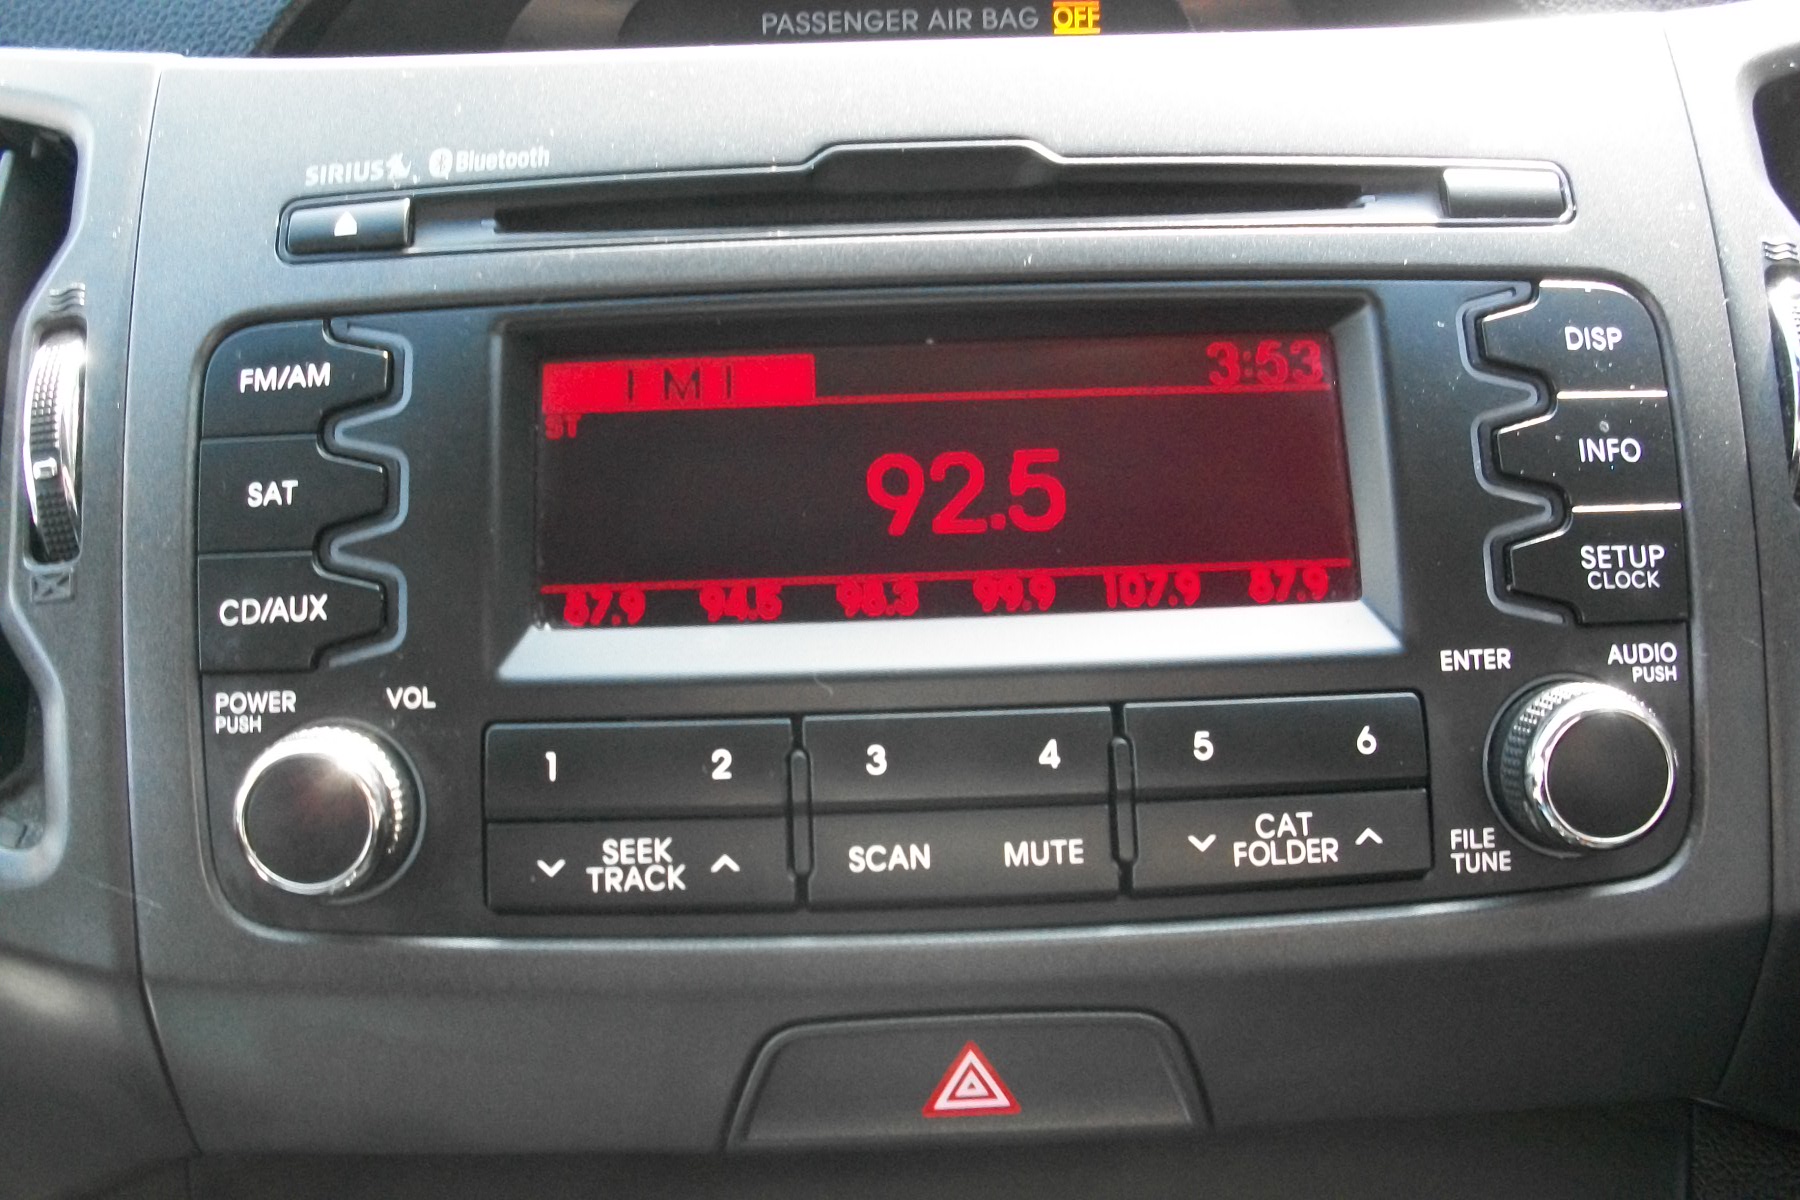 PASSENGER AIR BAG OFF
SIRIUS Bluetooth
3:53
ST
92.5
87.9 94.5 99.9 107.9 87.9
FM/AM
SAT
CD/AUX
DISP
INFO
SETUP
CLOCK
POWER
PUSH
VOL
ENTER
AUDIO
PUSH
1 2 3 4 5 6
SEEK
TRACK
SCAN
MUTE
CAT
FOLDER
FILE
TUNE